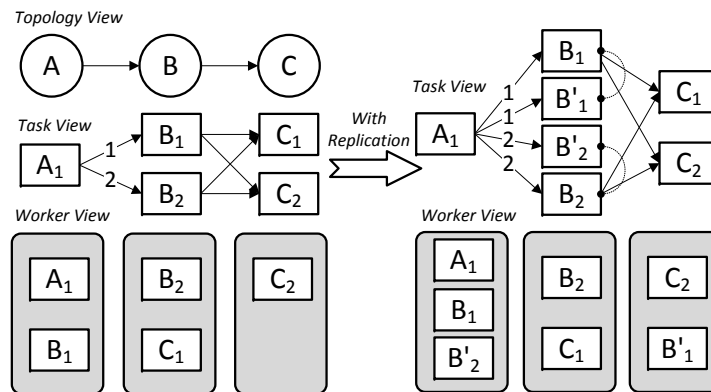 Topology View
A B C
Task View
A₁ 1 2 B₁ B₂ C₁ C₂
Worker View
A₁ B₁
B₂ C₁
C₂
With
Replication
Task View
A₁ 1 1 2 2 B₁ B'₁ B'₂ B₂ C₁ C₂
Worker View
A₁ B₁ B'₂
B₂ C₁
C₂ B'₁